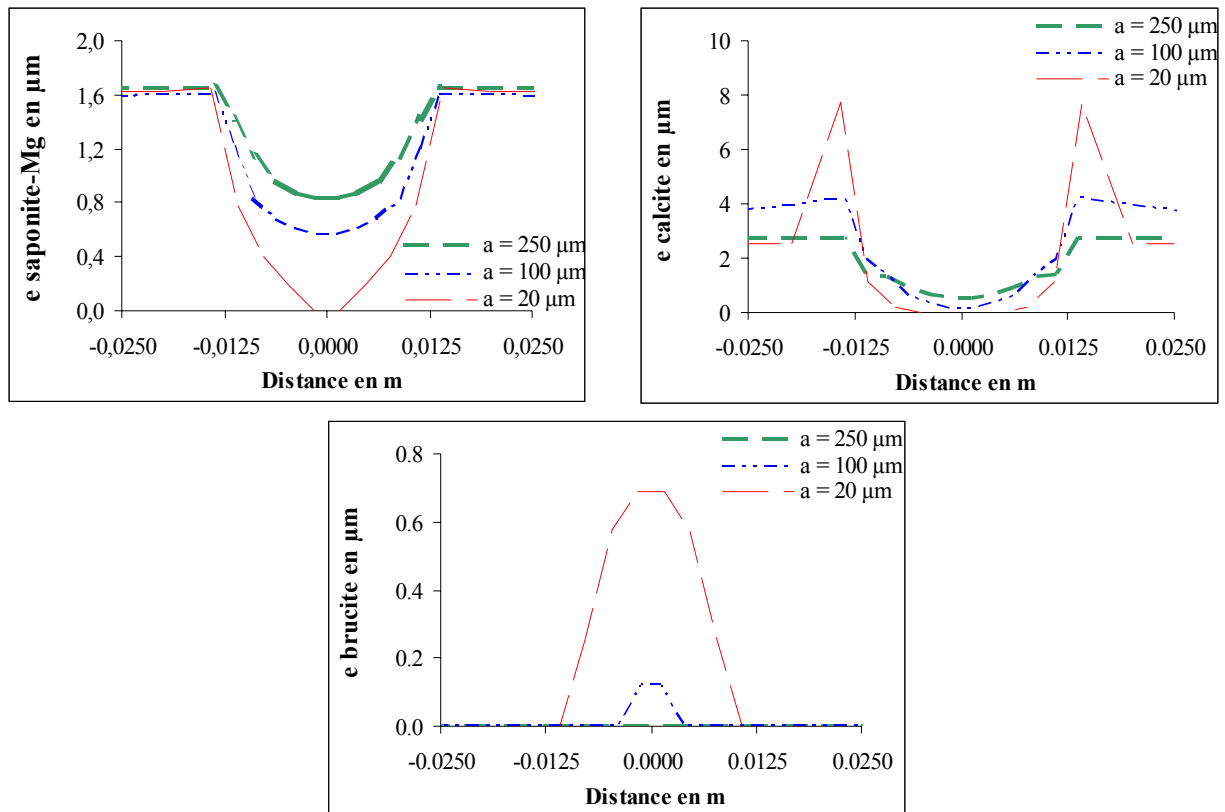 e saponite-Mg en µm
2,0
1,6
1,2
0,8
0,4
0,0
a = 250 µm
a = 100 µm
a = 20 µm
-0,0250 -0,0125 0,0000 0,0125 0,0250
Distance en m
e calcite en µm
10
8
6
4
2
0
a = 250 µm
a = 100 µm
a = 20 µm
-0.0250 -0.0125 0.0000 0.0125 0.0250
Distance en m
e brucite en µm
0.8
0.6
0.4
0.2
0.0
a = 250 µm
a = 100 µm
a = 20 µm
-0.0250 -0.0125 0.0000 0.0125 0.0250
Distance en m